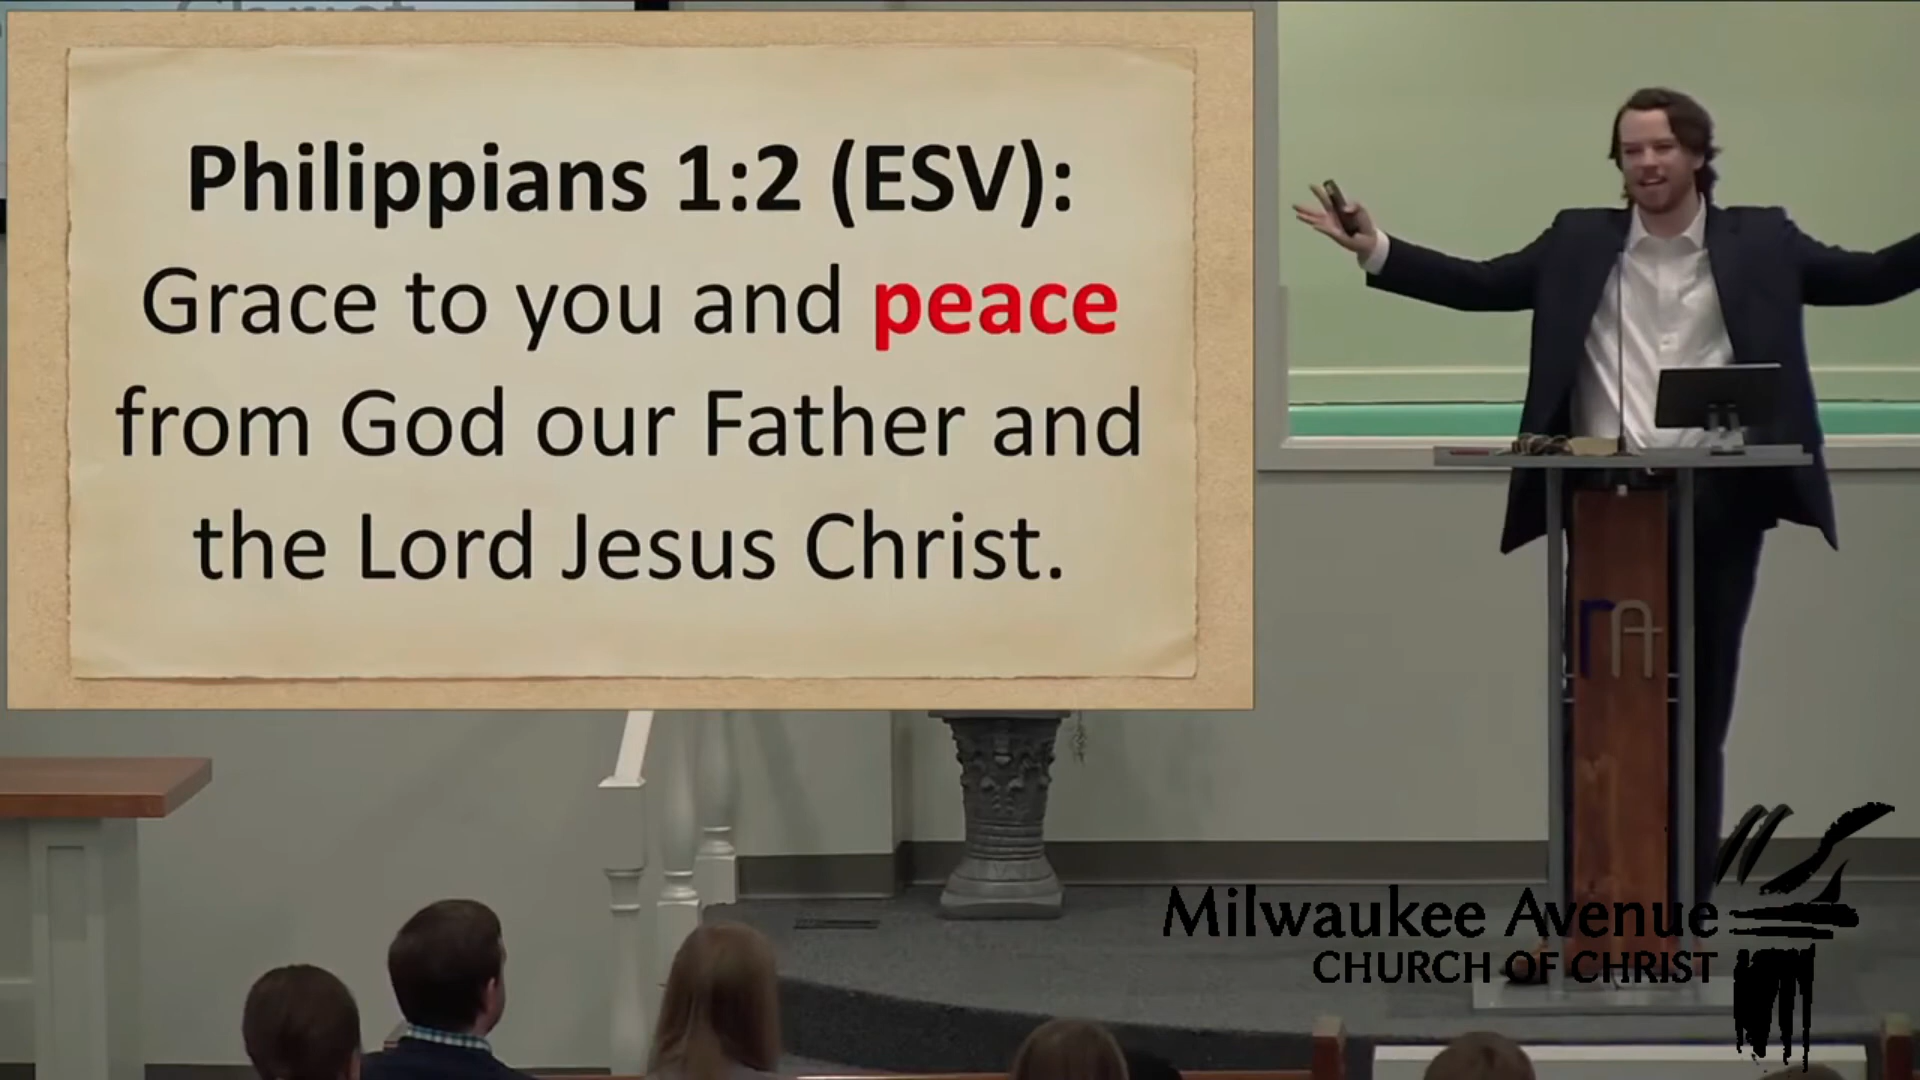 Christ
Philippians 1:2 (ESV):
Grace to you and peace
from God our Father and
the Lord Jesus Christ.
Milwaukee Avenue
CHURCH OF CHRIST